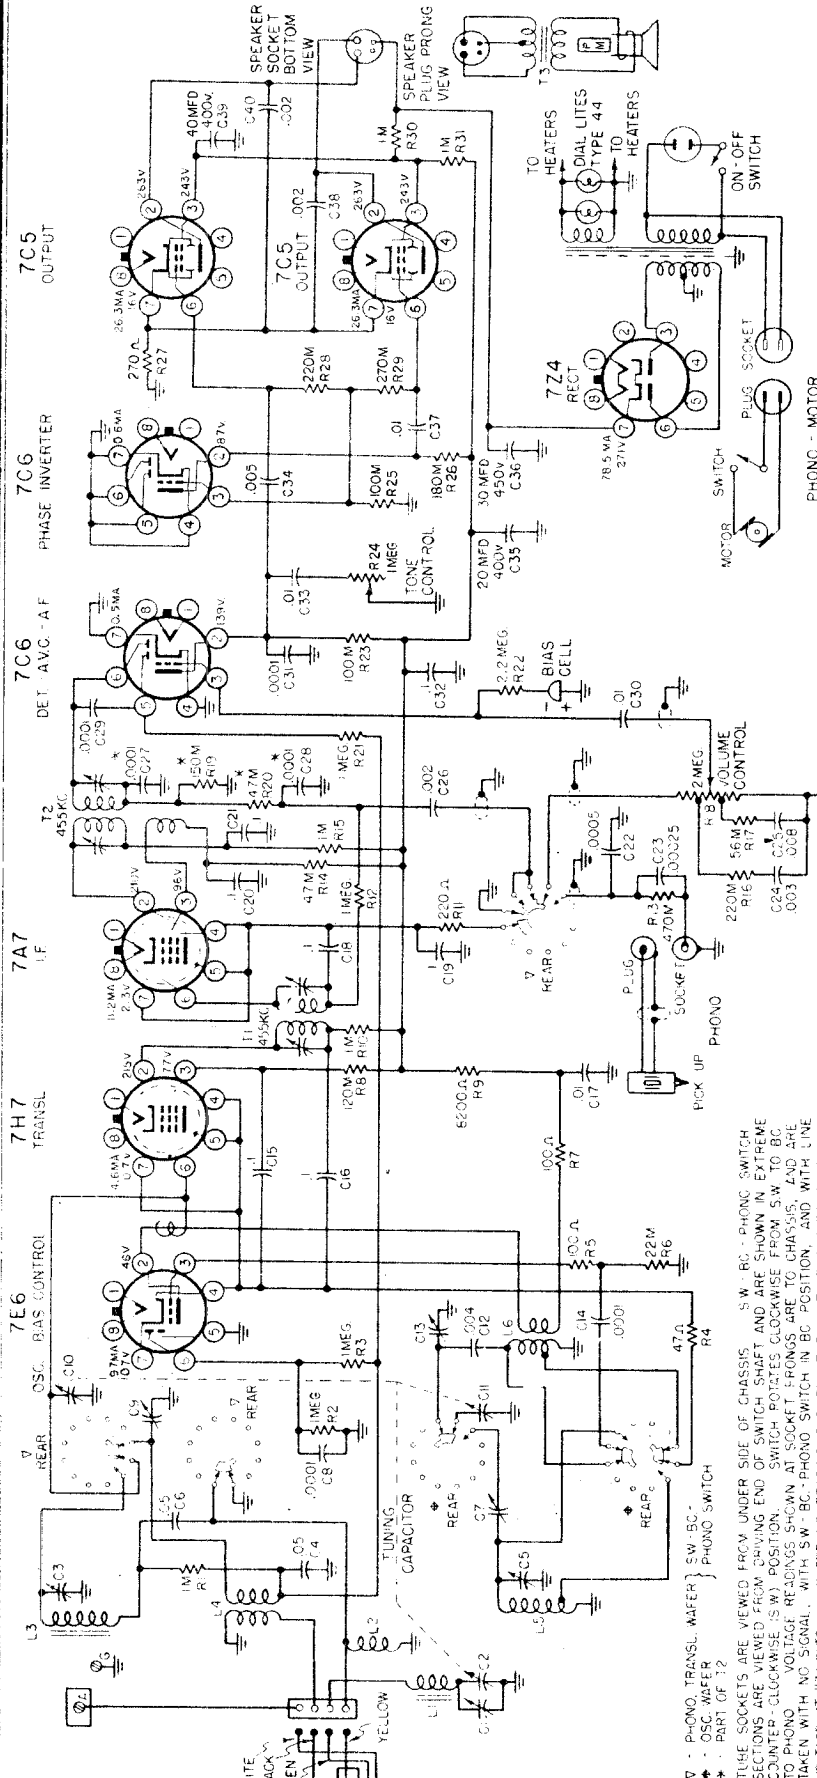 7E6
OSC. BIAS CONTROL
7H7
TRANSL
7A7
I.F.
7C6
DET. A.V.C.-A.F
7C6
PHASE INVERTER
7C5
OUTPUT
7C5
OUTPUT
7Z4
RECT
▽
REAR
C10
C9
▽
REAR
L3
C3
C6
1M
.05
C4
L4
L2
L1
C2
YELLOW
TUNING
CAPACITOR
1MEG
R2
.0001
C8
1MEG
R3
46V
C13
.004
C12
L6
C11
REAR
C7
C5
L5
REAR
C14
.0001
100Ω
R5
22M
R6
47Ω
R4
4.6MA
0.7V
215V
77V
.1
C15
.1
C16
120M
R8
1M
R10
T1
455KC
8200Ω
R9
100Ω
R7
.01
C17
11.2MA
2.3V
96V
.1
C18
.1
C19
220Ω
R11
1MEG
R12
47M
R14
1M
R15
.1
C20
C21
T2
455KC
.0001
C29
.0001
C27
*
150M
R19
*
47M
R20
*
.0001
C28
*
1MEG
R21
.002
C26
▽
REAR
.0005
C22
C23
.00025
R13
470M
PLUG
SOCKET
PICK UP
PHONO
2 MEG.
R18
VOLUME
CONTROL
56M
R17
C25
.008
220M
R16
C24
.003
.01
C30
2.2 MEG.
R22
BIAS
CELL
.1
C32
0.5MA
139V
.0001
C31
100M
R23
.01
C33
R24
1MEG
TONE
CONTROL
.005
C34
0.6MA
87V
100M
R25
180M
R26
220M
R28
270M
R29
.01
C37
20 MFD
400V
C35
30 MFD
450V
C36
270Ω
R27
26.3MA
16V
263V
243V
40MFD
400V.
C39
C40
.002
.002
C38
26.3MA
16V
263V
243V
1M
R30
1M
R31
SPEAKER
SOCKET
BOTTOM
VIEW
SPEAKER
PLUG PRONG
VIEW
T3
P M
TO
HEATERS
DIAL LITES
TYPE 44
TO
HEATERS
ON-OFF
SWITCH
78.5 MA
271V
SWITCH
MOTOR
PLUG
SOCKET
PHONO - MOTOR
▽ - PHONO, TRANSL. WAFER } SW-BC-
- OSC. WAFER } PHONO SWITCH
* - PART OF T2
TUBE SOCKETS ARE VIEWED FROM UNDER SIDE OF CHASSIS. SW-BC-PHONO SWITCH
SECTIONS ARE VIEWED FROM DRIVING END OF SWITCH SHAFT AND ARE SHOWN IN EXTREME
COUNTER-CLOCKWISE (SW) POSITION. SWITCH ROTATES CLOCKWISE FROM S.W. TO BC
TO PHONO. VOLTAGE READINGS SHOWN AT SOCKET PRONGS ARE TO CHASSIS, AND ARE
TAKEN WITH NO SIGNAL, WITH SW-BC-PHONO SWITCH IN BC POSITION, AND WITH LINE